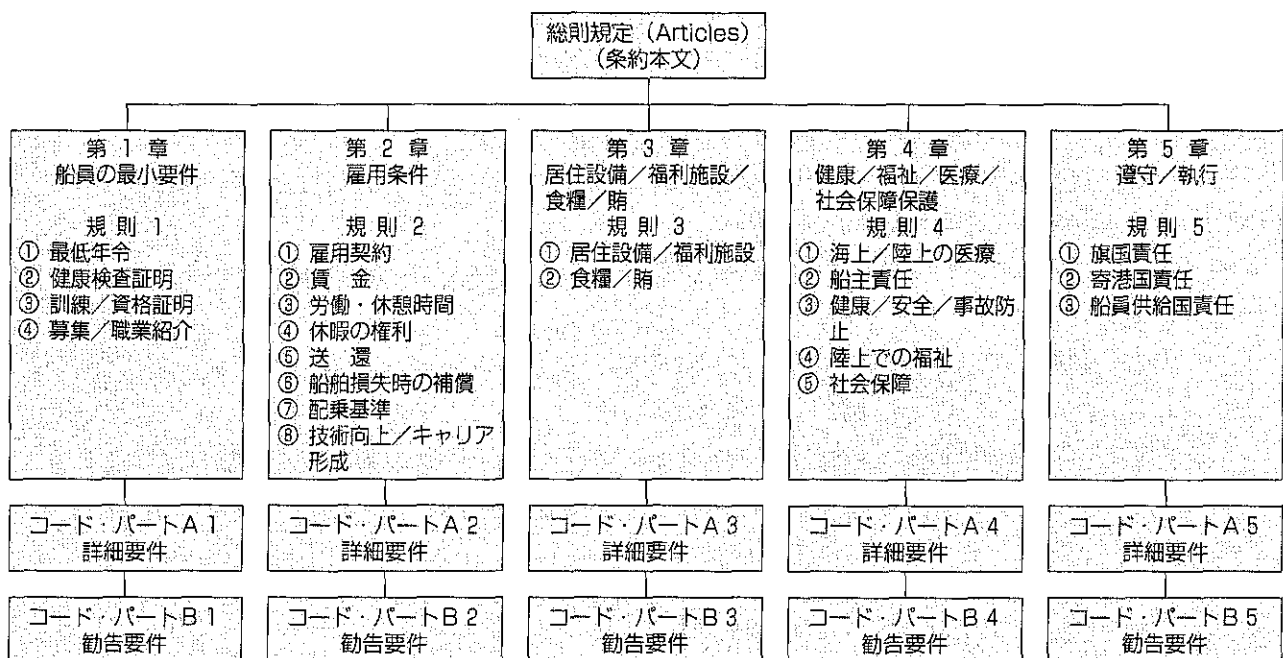 総則規定（Articles）
（条約本文）
第 1 章
船員の最小要件
規 則 1
① 最低年令
② 健康検査証明
③ 訓練／資格証明
④ 募集／職業紹介
コード・パートA 1
詳細要件
コード・パートB 1
勧告要件
第 2 章
雇用条件
規 則 2
① 雇用契約
② 賃　金
③ 労働・休憩時間
④ 休暇の権利
⑤ 送　還
⑥ 船舶損失時の補償
⑦ 配乗基準
⑧ 技術向上／キャリア
形成
コード・パートA 2
詳細要件
コード・パートB 2
勧告要件
第 3 章
居住設備／福利施設／
食糧／賄
規 則 3
① 居住設備／福利施設
② 食糧／賄
コード・パートA 3
詳細要件
コード・パートB 3
勧告要件
第 4 章
健康／福祉／医療／
社会保障保護
規 則 4
① 海上／陸上の医療
② 船主責任
③ 健康／安全／事故防
止
④ 陸上での福祉
⑤ 社会保障
コード・パートA 4
詳細要件
コード・パートB 4
勧告要件
第 5 章
遵守／執行
規 則 5
① 旗国責任
② 寄港国責任
③ 船員供給国責任
コード・パートA 5
詳細要件
コード・パートB 5
勧告要件